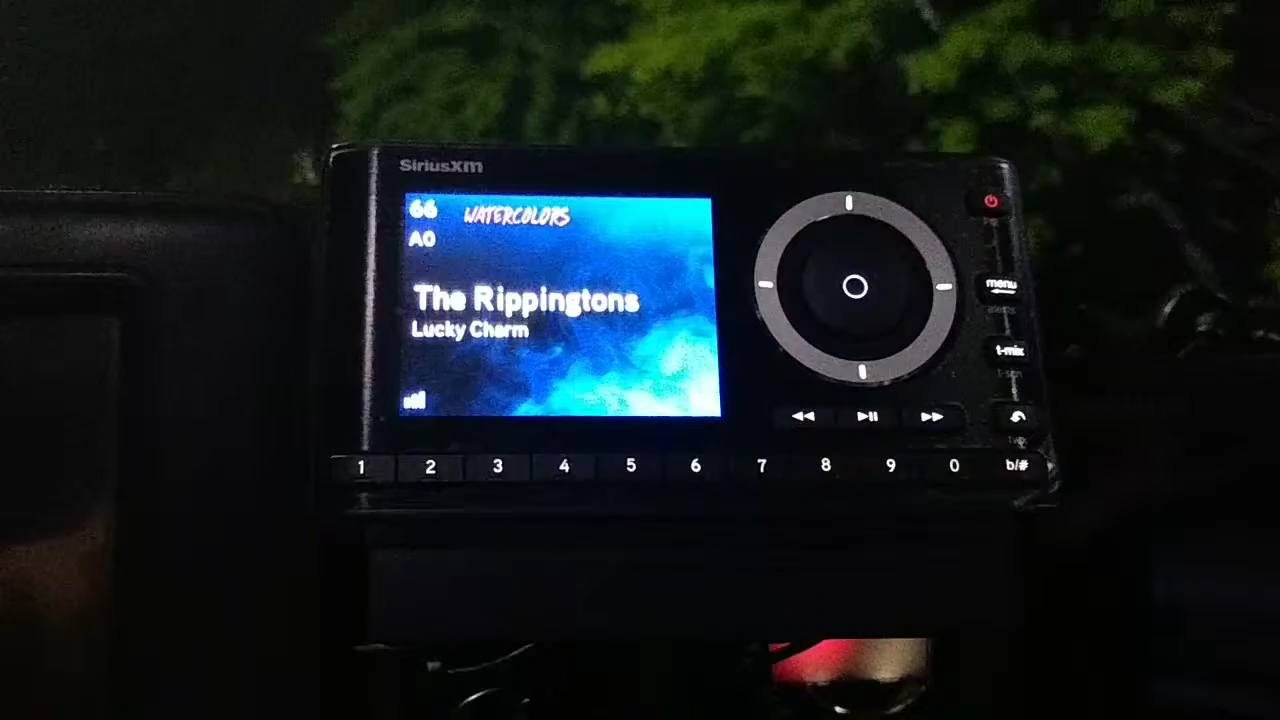 SiriusXM
66 WATERCOLORS
A0
The Rippingtons
Lucky Charm
menu
t-mix
1 2 3 4 5 6 7 8 9 0 b/#